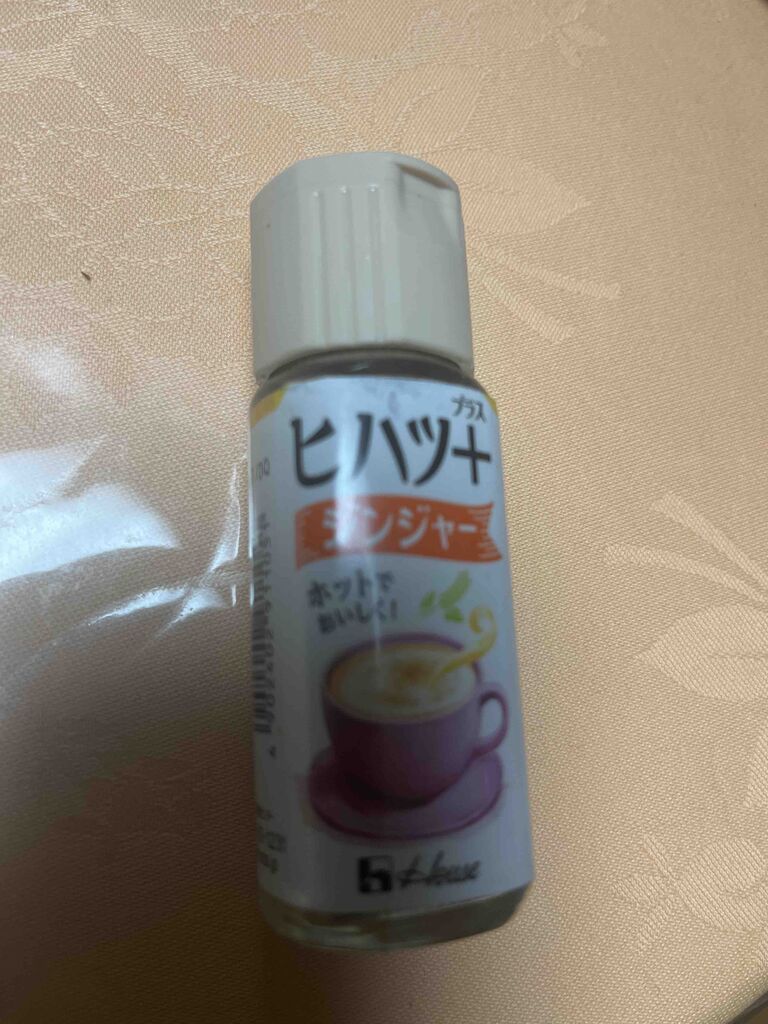 プラス
ヒハツ+
ジンジャー
ホットで
おいしく!
House